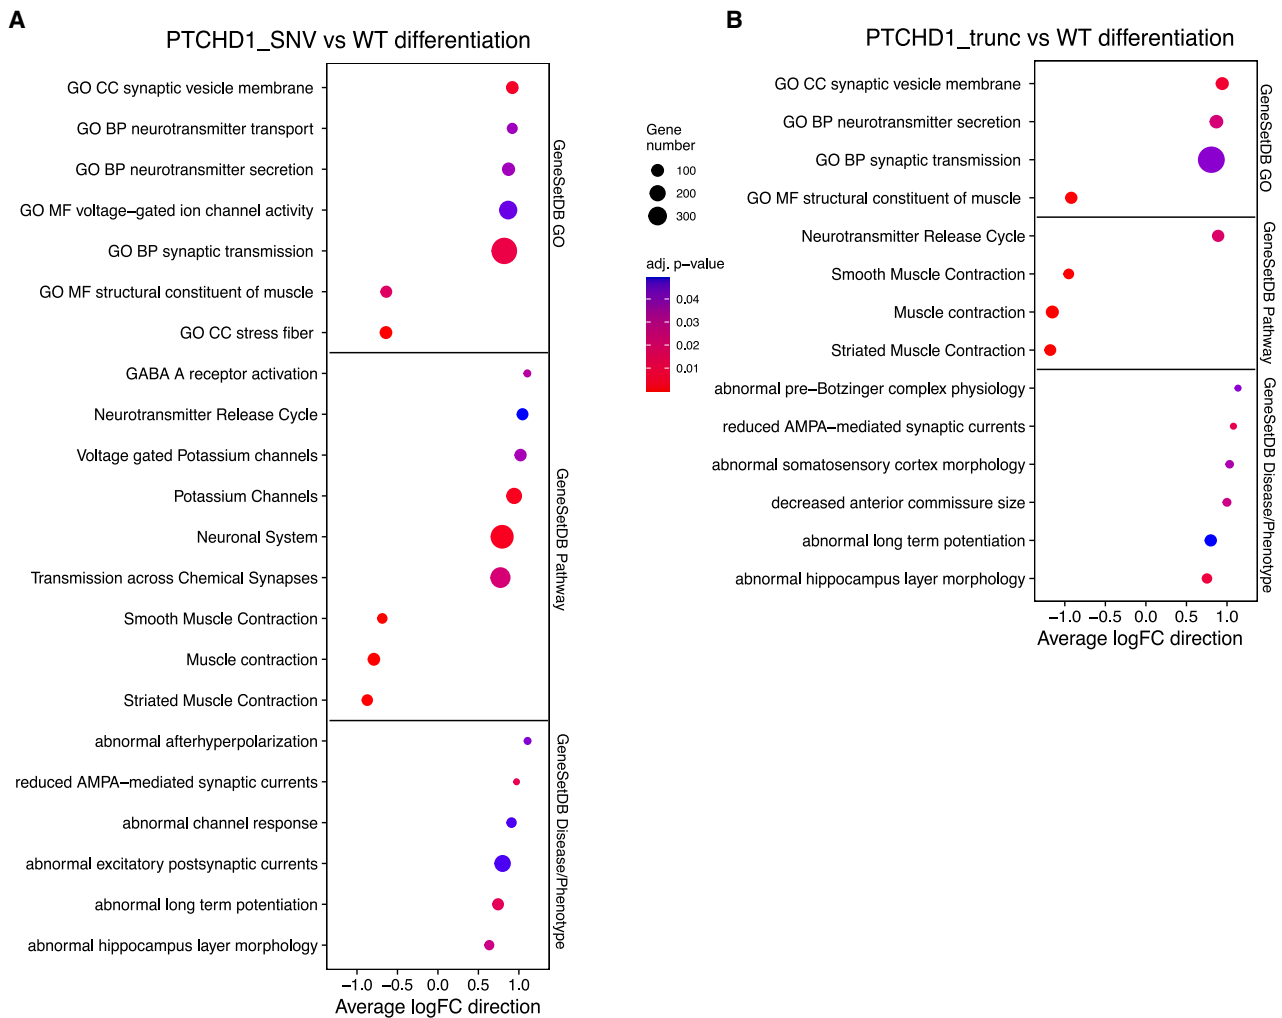 A
PTCHD1_SNV vs WT differentiation
GO CC synaptic vesicle membrane
GO BP neurotransmitter transport
GO BP neurotransmitter secretion
GO MF voltage−gated ion channel activity
GO BP synaptic transmission
GO MF structural constituent of muscle
GO CC stress fiber
GeneSetDB GO
GABA A receptor activation
Neurotransmitter Release Cycle
Voltage gated Potassium channels
Potassium Channels
Neuronal System
Transmission across Chemical Synapses
Smooth Muscle Contraction
Muscle contraction
Striated Muscle Contraction
GeneSetDB Pathway
abnormal afterhyperpolarization
reduced AMPA−mediated synaptic currents
abnormal channel response
abnormal excitatory postsynaptic currents
abnormal long term potentiation
abnormal hippocampus layer morphology
GeneSetDB Disease/Phenotype
−1.0 −0.5 0.0 0.5 1.0
Average logFC direction
Gene
number
100
200
300
adj. p−value
0.04
0.03
0.02
0.01
B
PTCHD1_trunc vs WT differentiation
GO CC synaptic vesicle membrane
GO BP neurotransmitter secretion
GO BP synaptic transmission
GO MF structural constituent of muscle
GeneSetDB GO
Neurotransmitter Release Cycle
Smooth Muscle Contraction
Muscle contraction
Striated Muscle Contraction
GeneSetDB Pathway
abnormal pre−Botzinger complex physiology
reduced AMPA−mediated synaptic currents
abnormal somatosensory cortex morphology
decreased anterior commissure size
abnormal long term potentiation
abnormal hippocampus layer morphology
GeneSetDB Disease/Phenotype
−1.0 −0.5 0.0 0.5 1.0
Average logFC direction